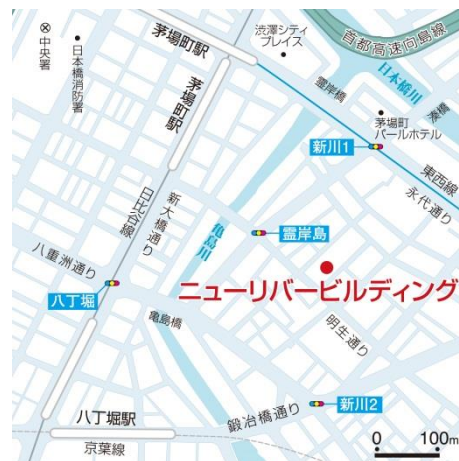 中央署
日本橋消防署
茅場町駅
渋澤シティ
プレイス
首都高速向島線
日本橋川
湊橋
霊岸橋
茅場町
パールホテル
茅場町駅
新川1
東西線
永代通り
日比谷線
新大橋通り
亀島川
霊岸島
八重洲通り
八丁堀
ニューリバービルディング
亀島橋
明生通り
新川2
鍛冶橋通り
八丁堀駅
京葉線
0 100m